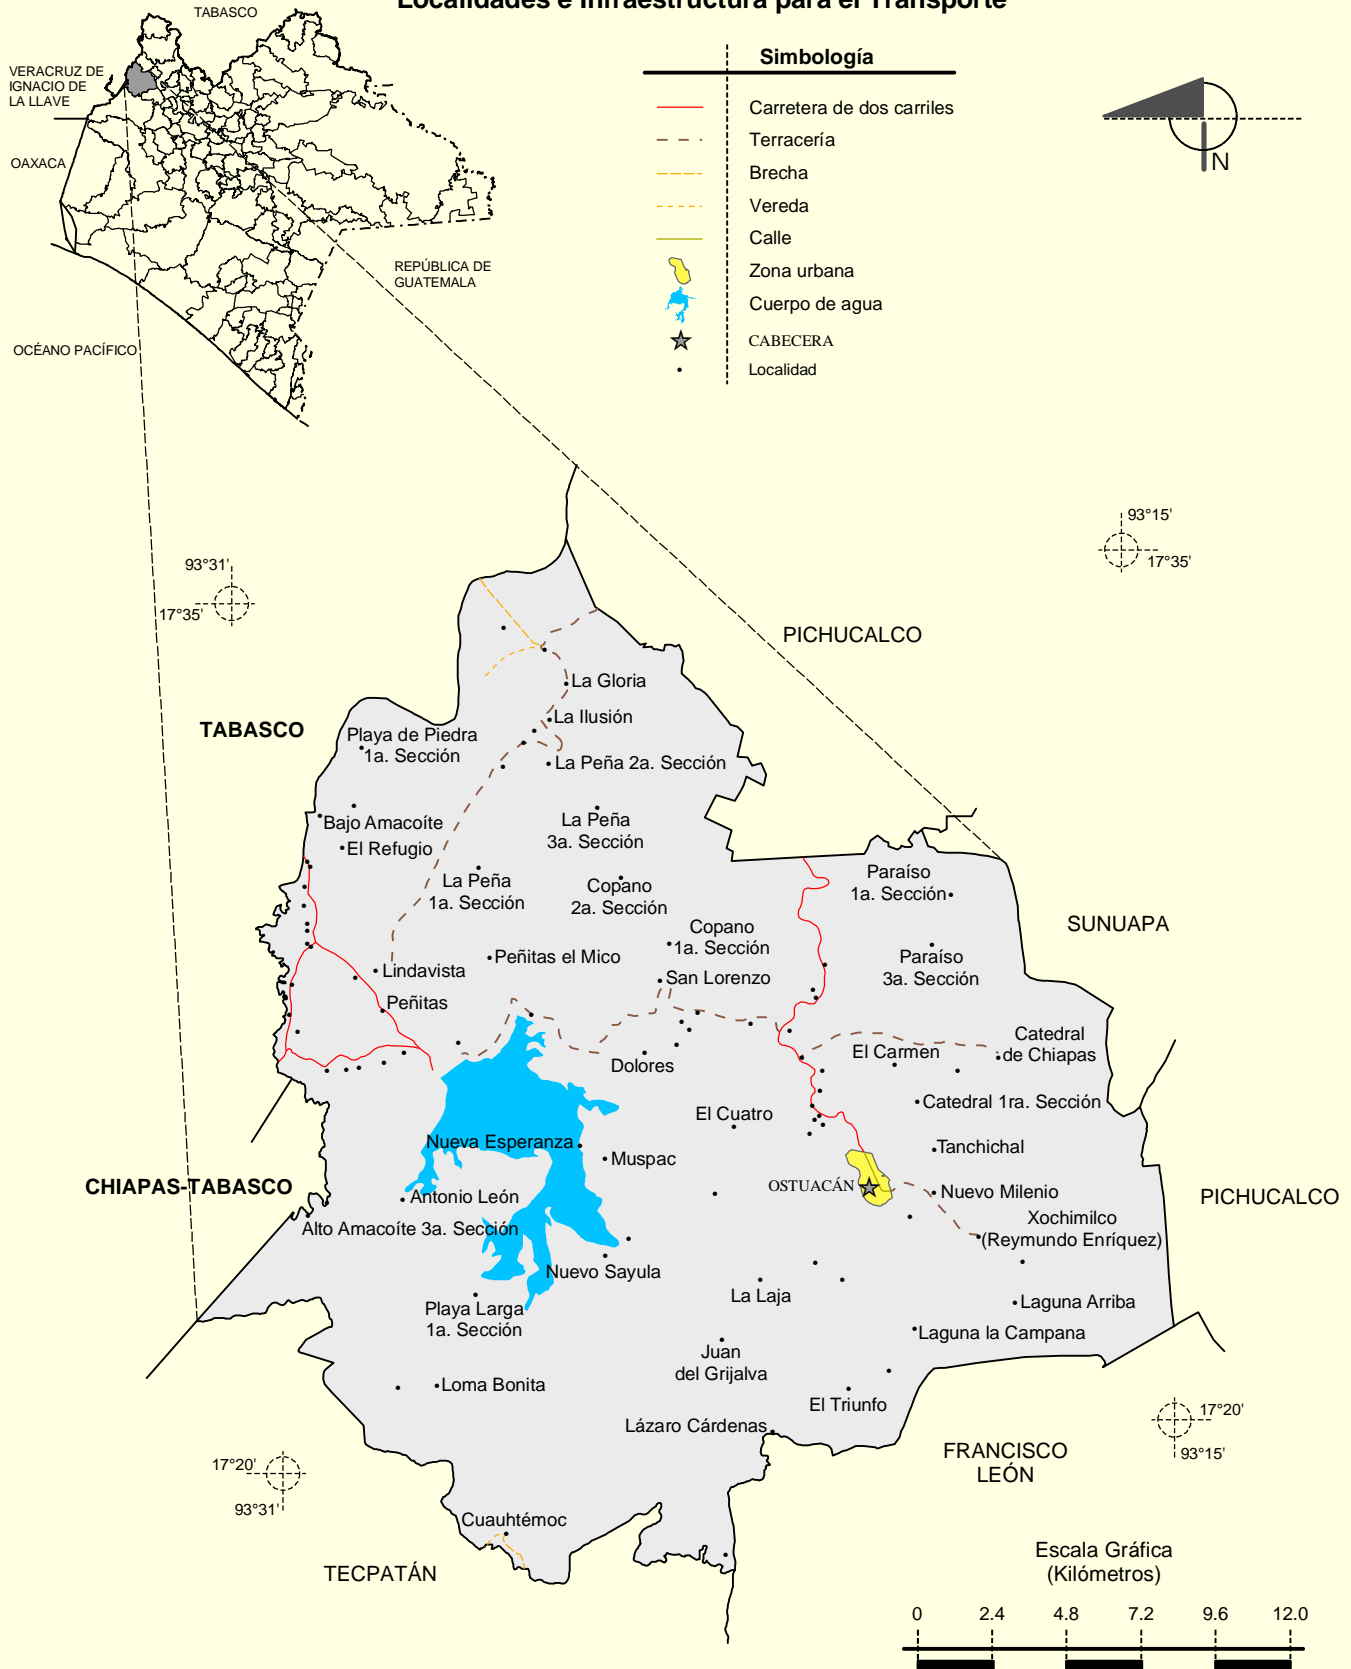 Localidades e Infraestructura para el Transporte
TABASCO
VERACRUZ DE
IGNACIO DE
LA LLAVE
OAXACA
REPÚBLICA DE
GUATEMALA
OCÉANO PACÍFICO
Simbología
Carretera de dos carriles
Terracería
Brecha
Vereda
Calle
Zona urbana
Cuerpo de agua
CABECERA
Localidad
N
93°15'
17°35'
93°31'
17°35'
PICHUCALCO
La Gloria
La Ilusión
TABASCO
Playa de Piedra
1a. Sección
La Peña 2a. Sección
Bajo Amacoíte
La Peña
3a. Sección
El Refugio
La Peña
1a. Sección
Copano
2a. Sección
Paraíso
1a. Sección
SUNUAPA
Copano
1a. Sección
Paraíso
3a. Sección
Peñitas el Mico
Lindavista
San Lorenzo
Peñitas
Catedral
de Chiapas
El Carmen
Dolores
Catedral 1ra. Sección
El Cuatro
Nueva Esperanza
Tanchichal
Muspac
CHIAPAS-TABASCO
OSTUACÁN
Nuevo Milenio
PICHUCALCO
Antonio León
Xochimilco
(Reymundo Enríquez)
Alto Amacoíte 3a. Sección
Nuevo Sayula
La Laja
Laguna Arriba
Playa Larga
1a. Sección
Laguna la Campana
Juan
del Grijalva
Loma Bonita
El Triunfo
Lázaro Cárdenas
17°20'
93°15'
FRANCISCO
LEÓN
17°20'
93°31'
Cuauhtémoc
TECPATÁN
Escala Gráfica
(Kilómetros)
0 2.4 4.8 7.2 9.6 12.0